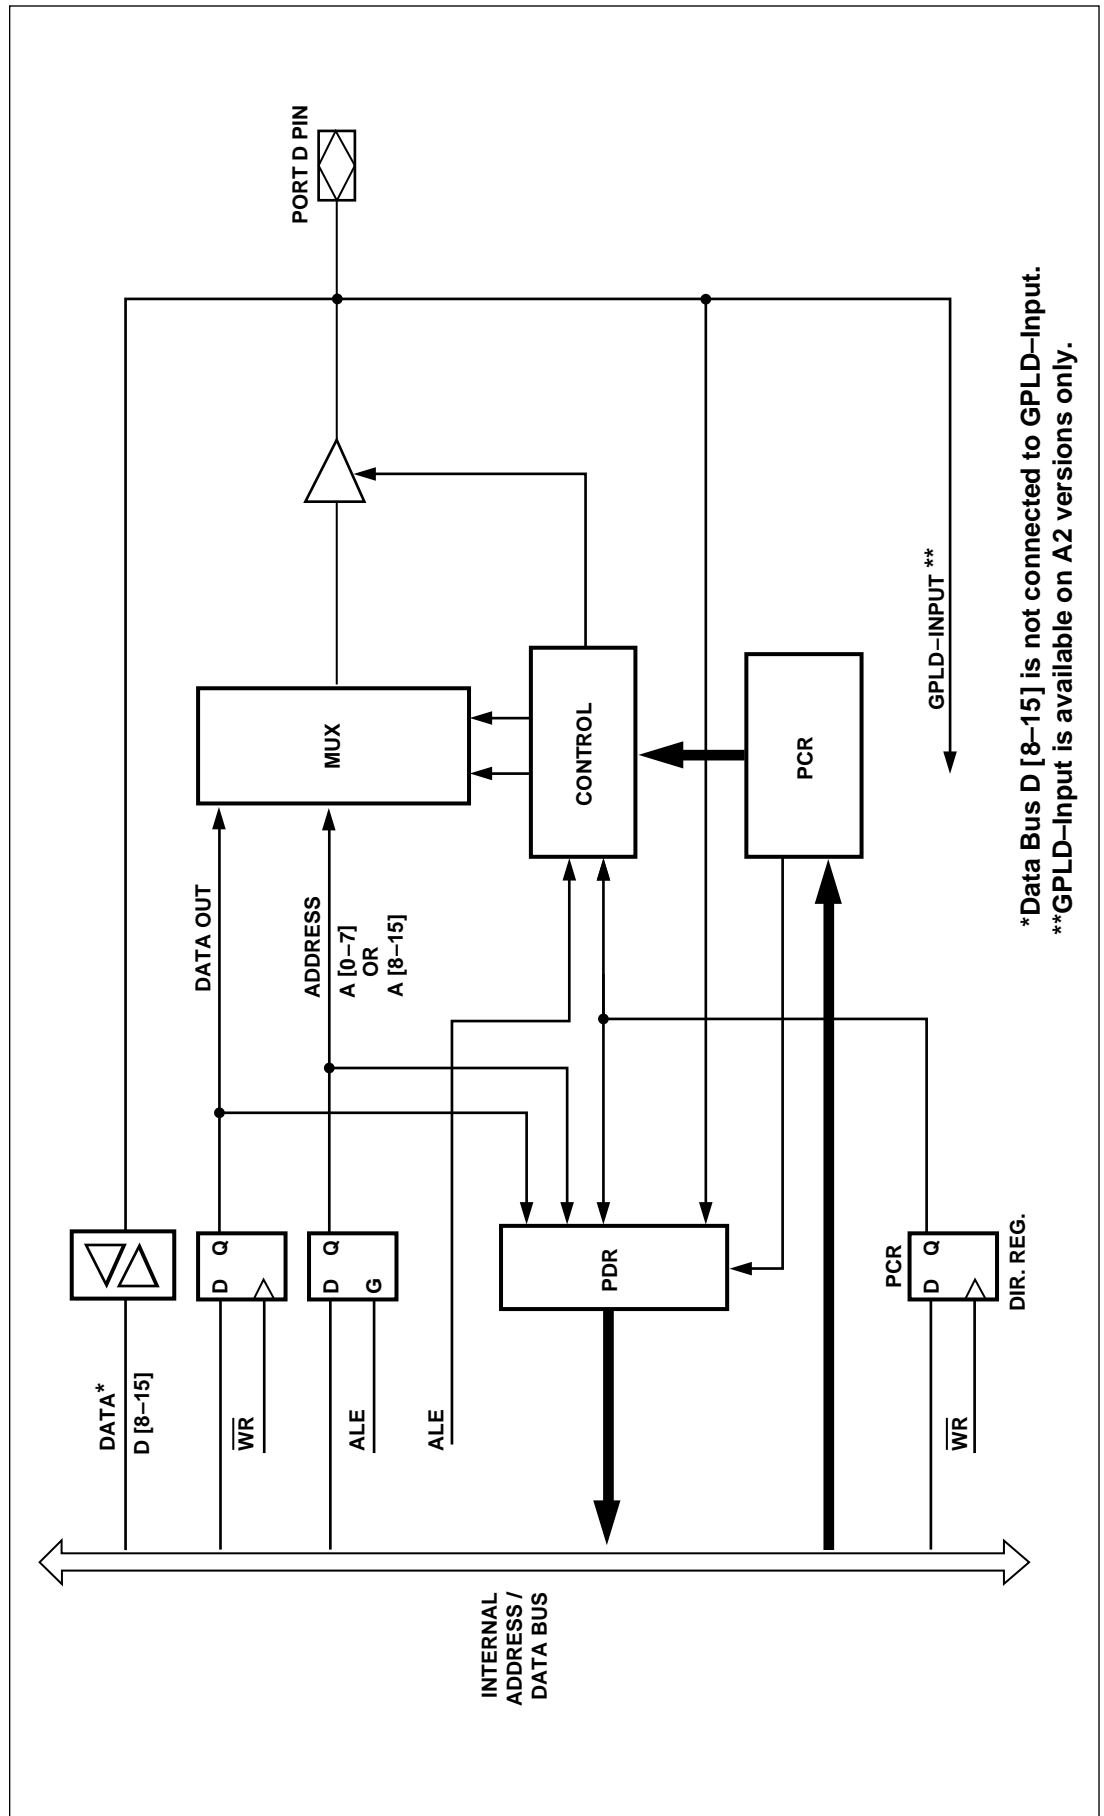 INTERNAL
ADDRESS /
DATA BUS
DATA*
D [8–15]
D Q
WR
DATA OUT
D Q
G
ALE
ADDRESS
A [0–7]
OR
A [8–15]
ALE
MUX
PORT D PIN
CONTROL
PDR
PCR
PCR
D Q
DIR. REG.
WR
GPLD–INPUT **
*Data Bus D [8–15] is not connected to GPLD–Input.
**GPLD–Input is available on A2 versions only.